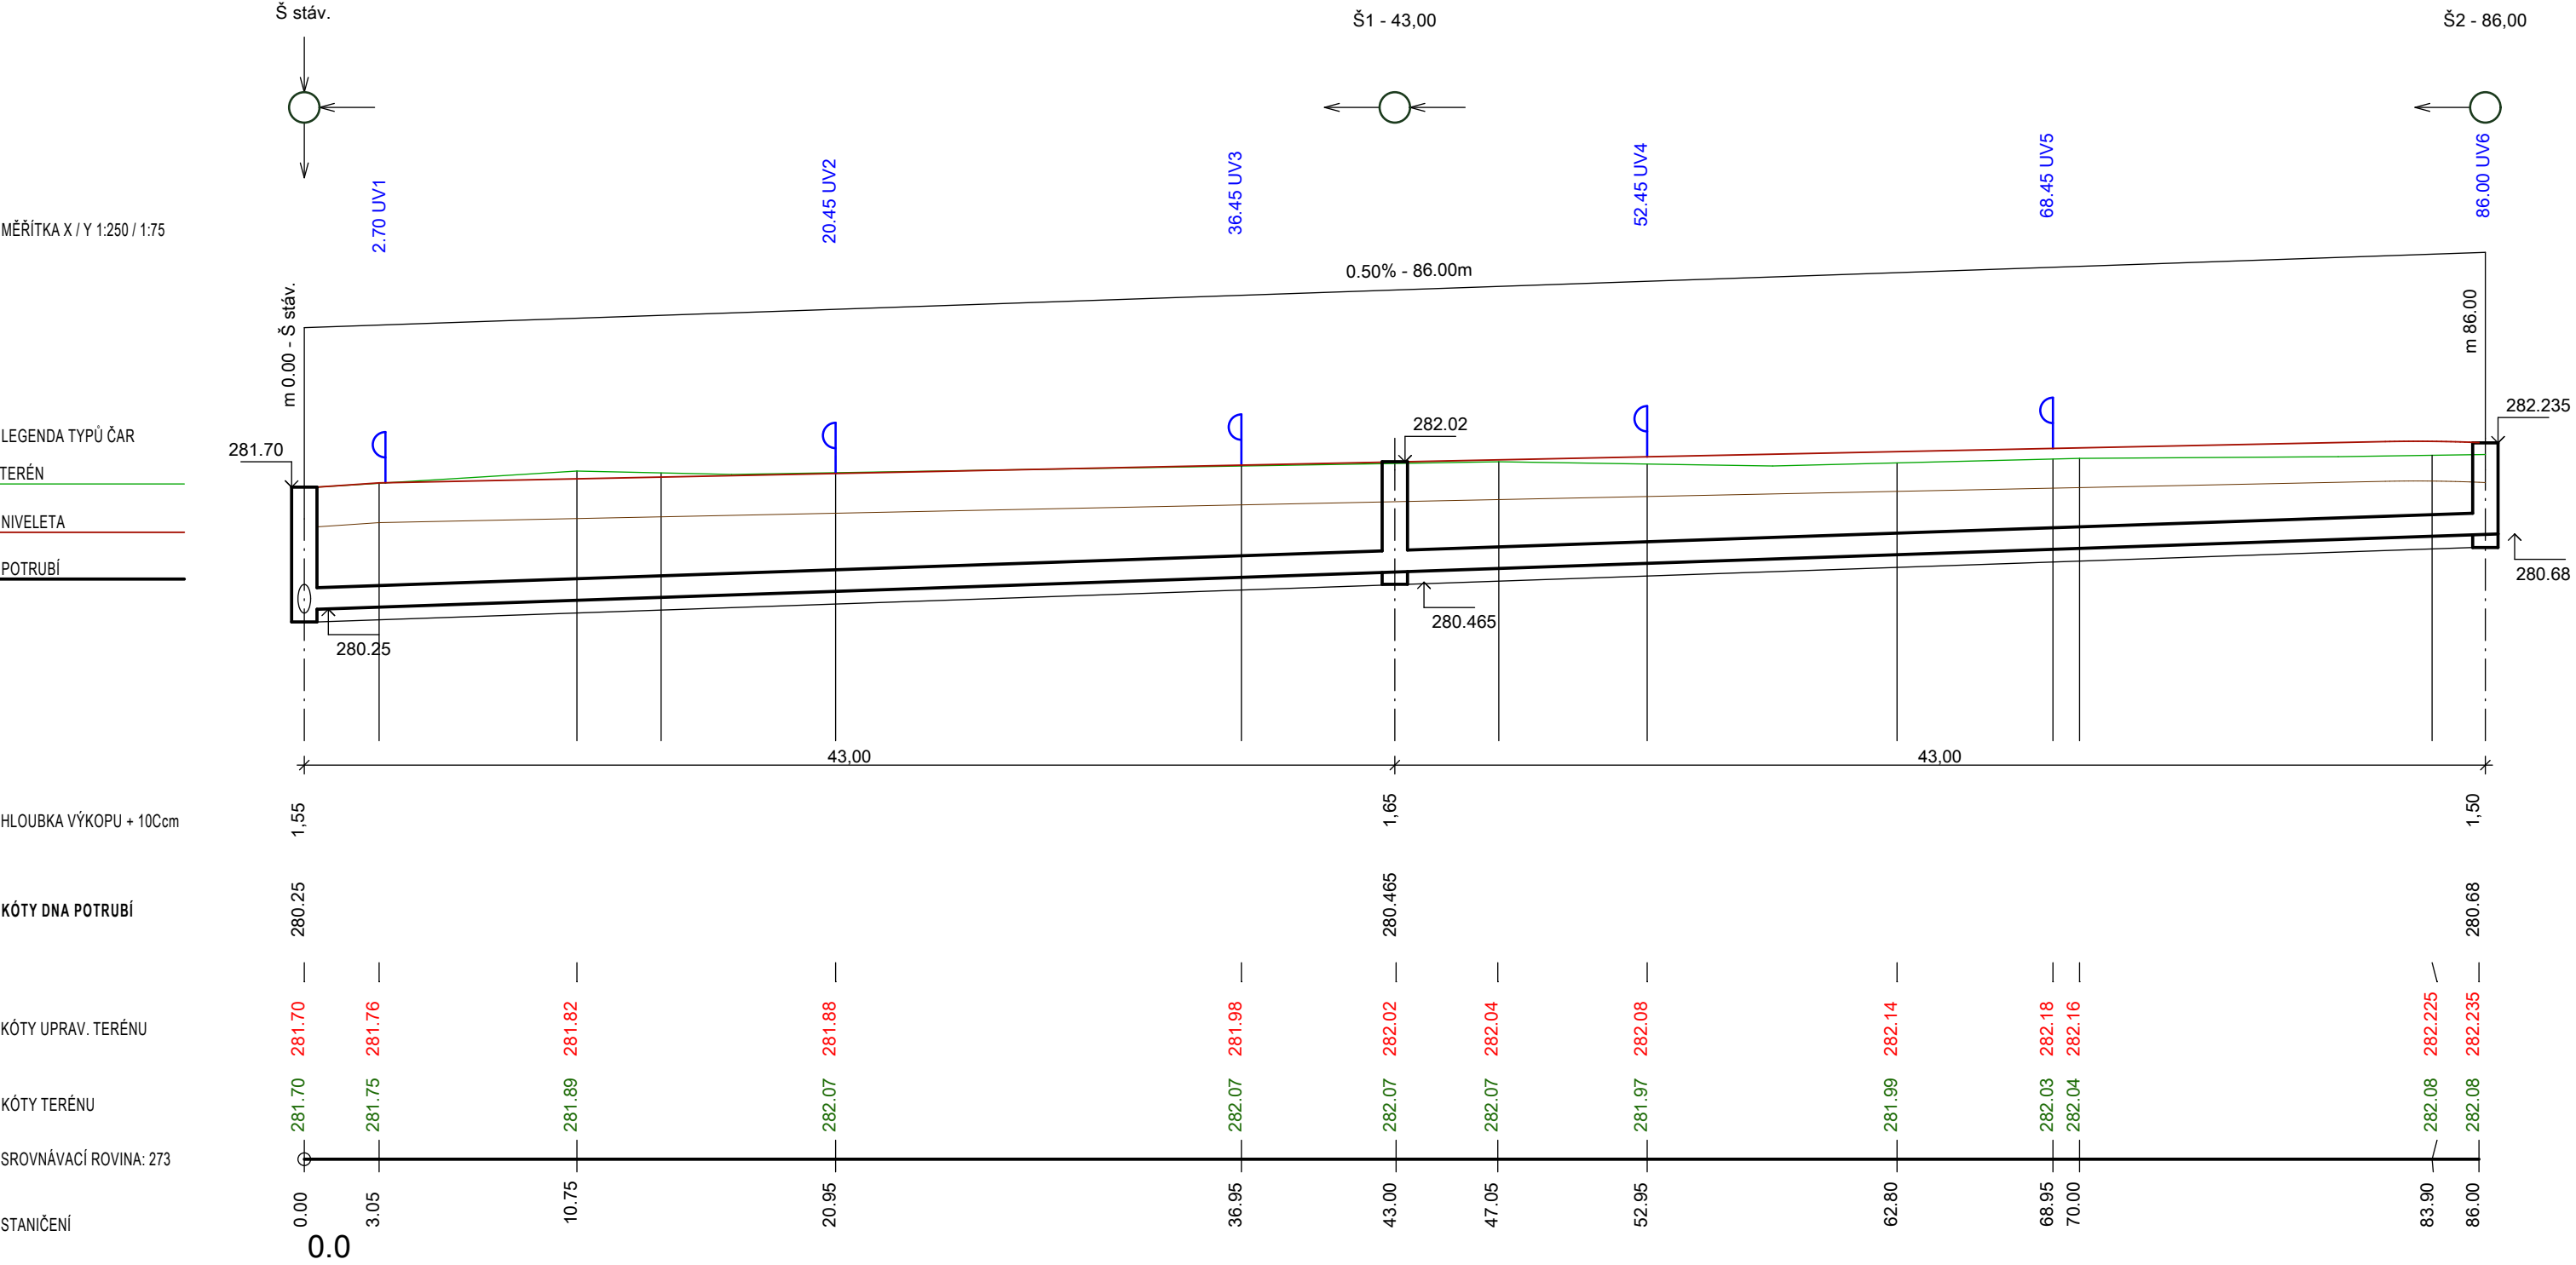 Š stáv.
Š1 - 43,00
Š2 - 86,00
2.70 UV1
20.45 UV2
36.45 UV3
52.45 UV4
68.45 UV5
86.00 UV6
MĚŘÍTKA X / Y 1:250 / 1:75
0.50% - 86.00m
m 0.00 - Š stáv.
m 86.00
LEGENDA TYPŮ ČAR
TERÉN
NIVELETA
POTRUBÍ
281.70
282.02
282.235
280.25
280.465
280.68
43,00
43,00
HLOUBKA VÝKOPU + 10Ccm
1,55
1,65
1,50
KÓTY DNA POTRUBÍ
280.25
280.465
280.68
KÓTY UPRAV. TERÉNU
281.70
281.76
281.82
281.88
281.98
282.02
282.04
282.08
282.14
282.18
282.16
282.225
282.235
KÓTY TERÉNU
281.70
281.75
281.89
282.07
282.07
282.07
282.07
281.97
281.99
282.03
282.04
282.08
282.08
SROVNÁVACÍ ROVINA: 273
STANIČENÍ
0.00
3.05
10.75
20.95
36.95
43.00
47.05
52.95
62.80
68.95
70.00
83.90
86.00
0.0